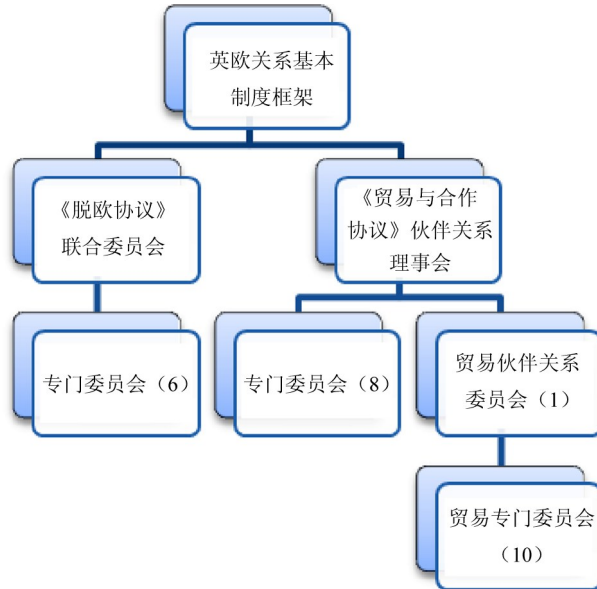 英欧关系基本
制度框架
《脱欧协议》
联合委员会
《贸易与合作
协议》伙伴关系
理事会
专门委员会（6）
专门委员会（8）
贸易伙伴关系
委员会（1）
贸易专门委员会
（10）